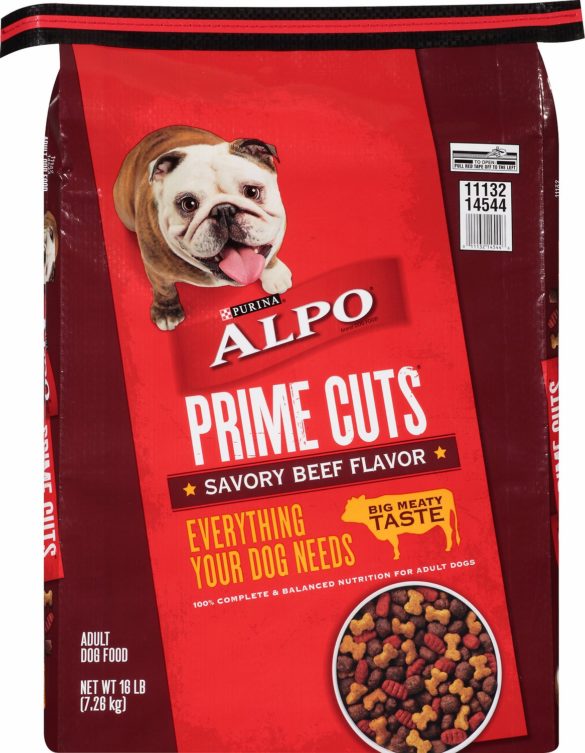 TO OPEN
PULL RED TAPE OFF TO THE LEFT
11132
14544
PURINA
ALPO
PRIME CUTS
SAVORY BEEF FLAVOR
EVERYTHING
YOUR DOG NEEDS
BIG MEATY
TASTE
100% COMPLETE & BALANCED NUTRITION FOR ADULT DOGS
ADULT
DOG FOOD
NET WT 16 LB
(7.26 kg)
PRIME CUTS